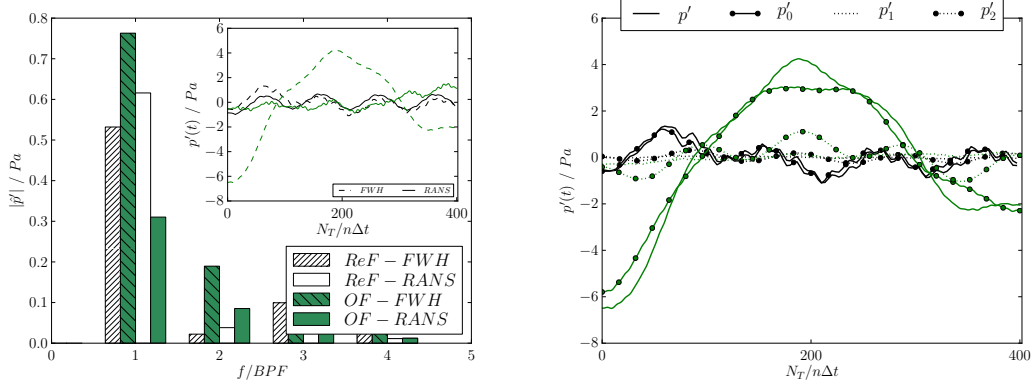 0.8
0.7
0.6
0.5
0.4
0.3
0.2
0.1
0.0
|p̂'| / Pa
0 1 2 3 4 5
f/BPF
6
4
2
0
−2
−4
−6
−8
p′(t) / Pa
0 200 400
N_T/nΔt
FWH RANS
ReF − FWH
ReF − RANS
OF − FWH
OF − RANS
p′ p′_0 p′_1 p′_2
6
4
2
0
−2
−4
−6
−8
p′(t) / Pa
0 200 400
N_T/nΔt